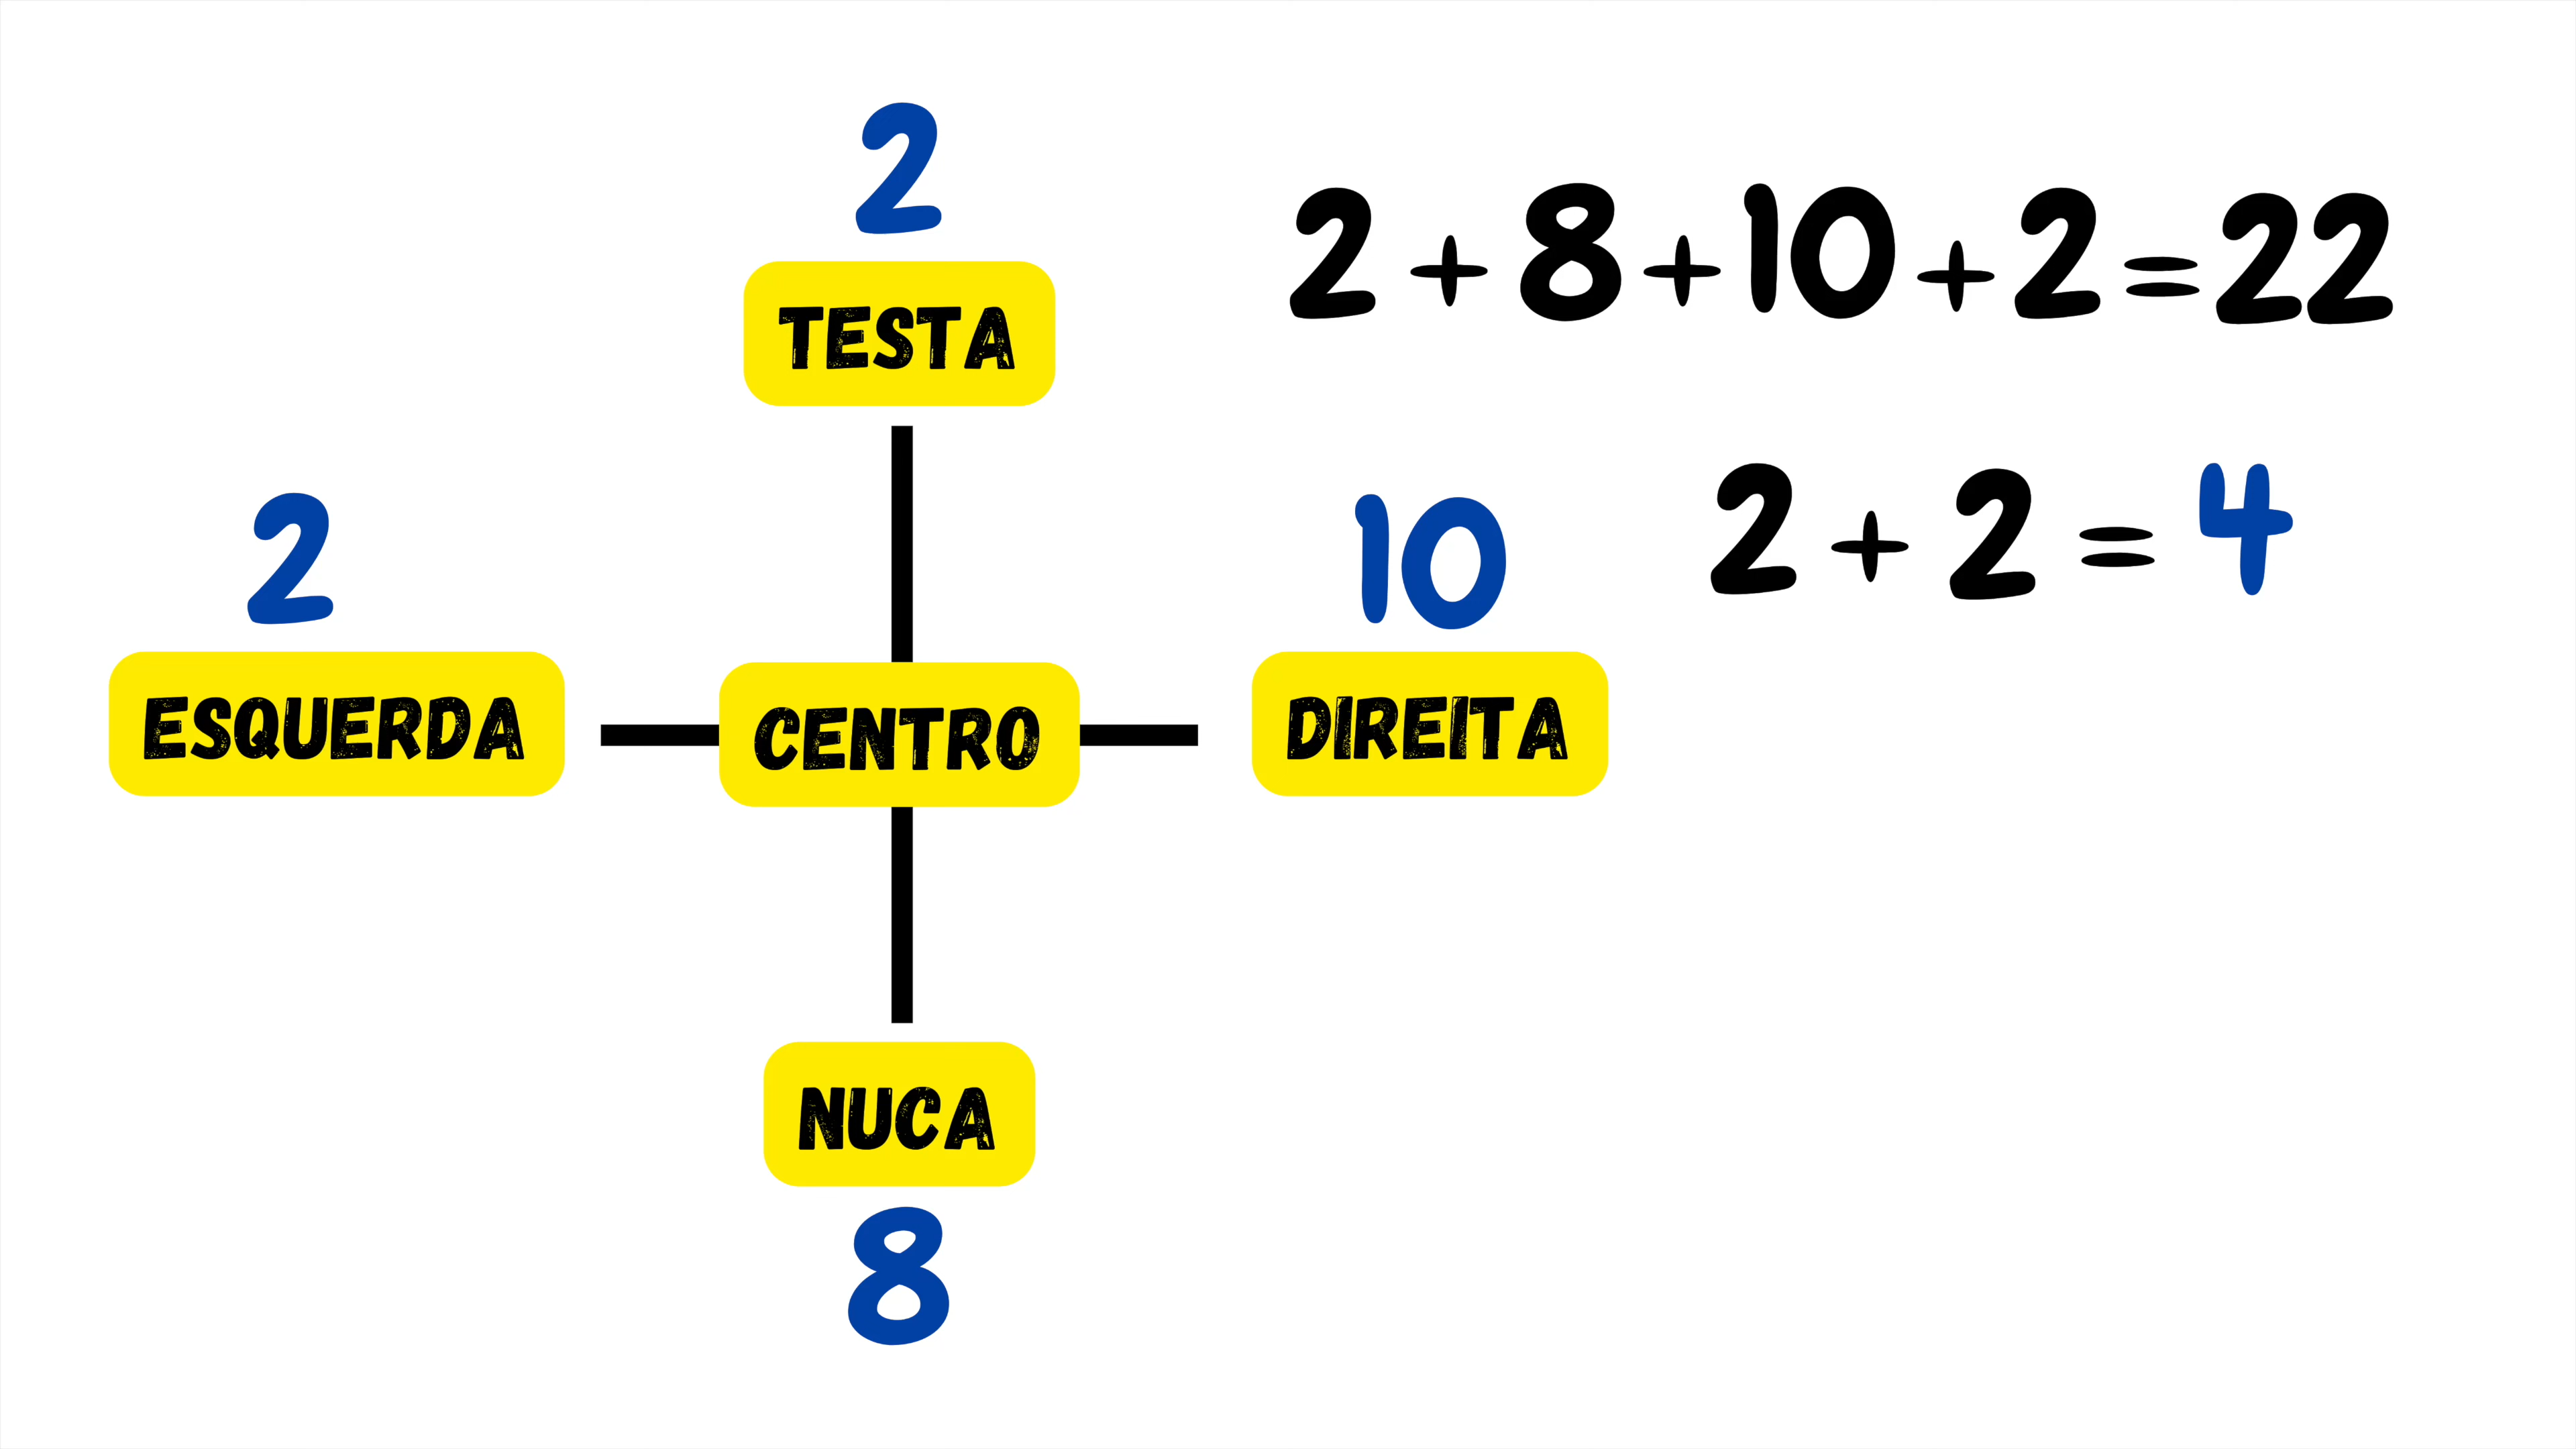 2
TESTA
2 + 8 + 10 + 2 = 22
2 + 2 = 4
2
ESQUERDA
CENTRO
10
DIREITA
NUCA
8